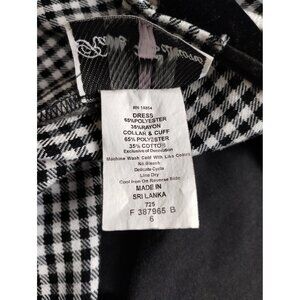 DRESS
65%POLYESTER
35%RAYON
COLLAR & CUFF
65% POLYESTER
35% COTTON
Exclusive of Decoration
Machine Wash Cold With Like Colors
No Bleach
Delicate Cycle
Line Dry
Cool Iron On Reverse Side
MADE IN
SRI LANKA
725
F 387965 B
6